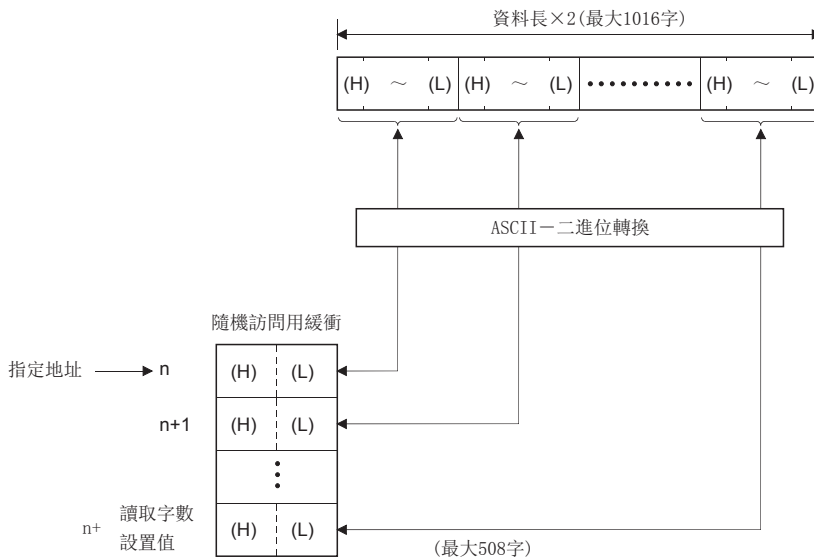 資料長×2(最大1016字)
(H) ～ (L) (H) ～ (L) •••••••••• (H) ～ (L)
ASCII－二進位轉換
隨機訪問用緩衝
指定地址 n (H) (L)
n+1 (H) (L)
n+ 讀取字數
設置值 (H) (L)
(最大508字)